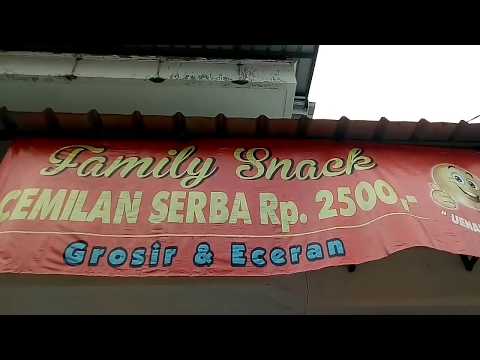 Family Snack
CEMILAN SERBA Rp. 2500,-
Grosir & Eceran